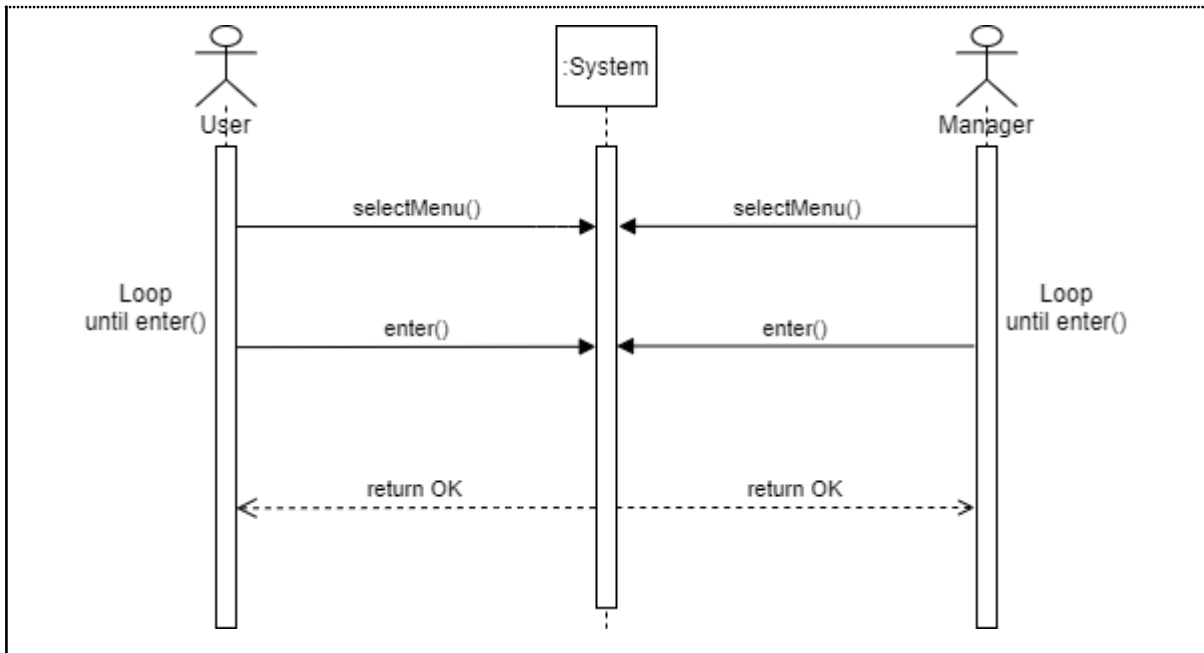 :System
User
Manager
selectMenu()
selectMenu()
Loop
until enter()
Loop
until enter()
enter()
enter()
return OK
return OK